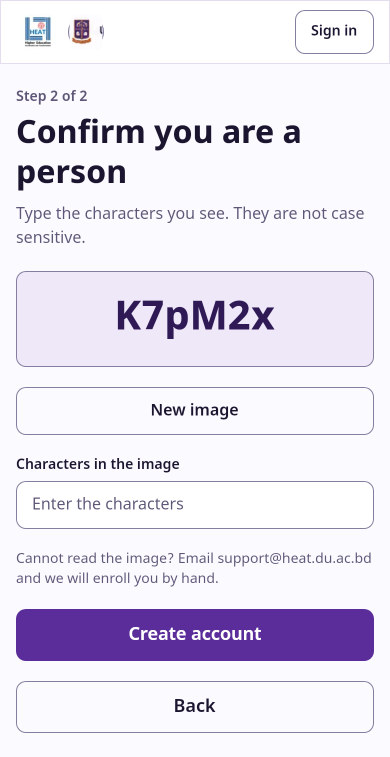 HEAT
Sign in
Step 2 of 2
Confirm you are a
person
Type the characters you see. They are not case
sensitive.
K7pM2x
New image
Characters in the image
Enter the characters
Cannot read the image? Email support@heat.du.ac.bd
and we will enroll you by hand.
Create account
Back